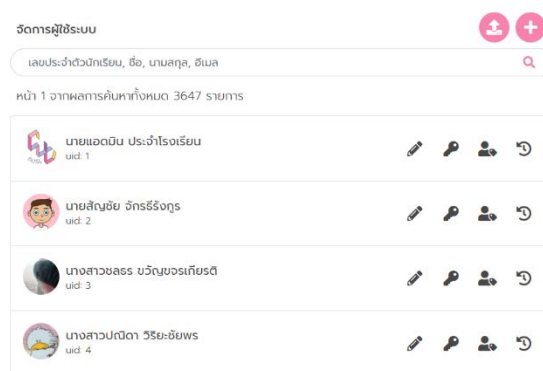 จัดการผู้ใช้ระบบ
เลขประจำตัวนักเรียน, ชื่อ, นามสกุล, อีเมล
หน้า 1 จากผลการค้นหาทั้งหมด 3647 รายการ
นายแอดมิน ประจำโรงเรียน
uid: 1
นายสัญชัย จักรธีรังกูร
uid: 2
นางสาวชลธร ขวัญขจรเกียรติ
uid: 3
นางสาวปณิดา วิริยะชัยพร
uid: 4